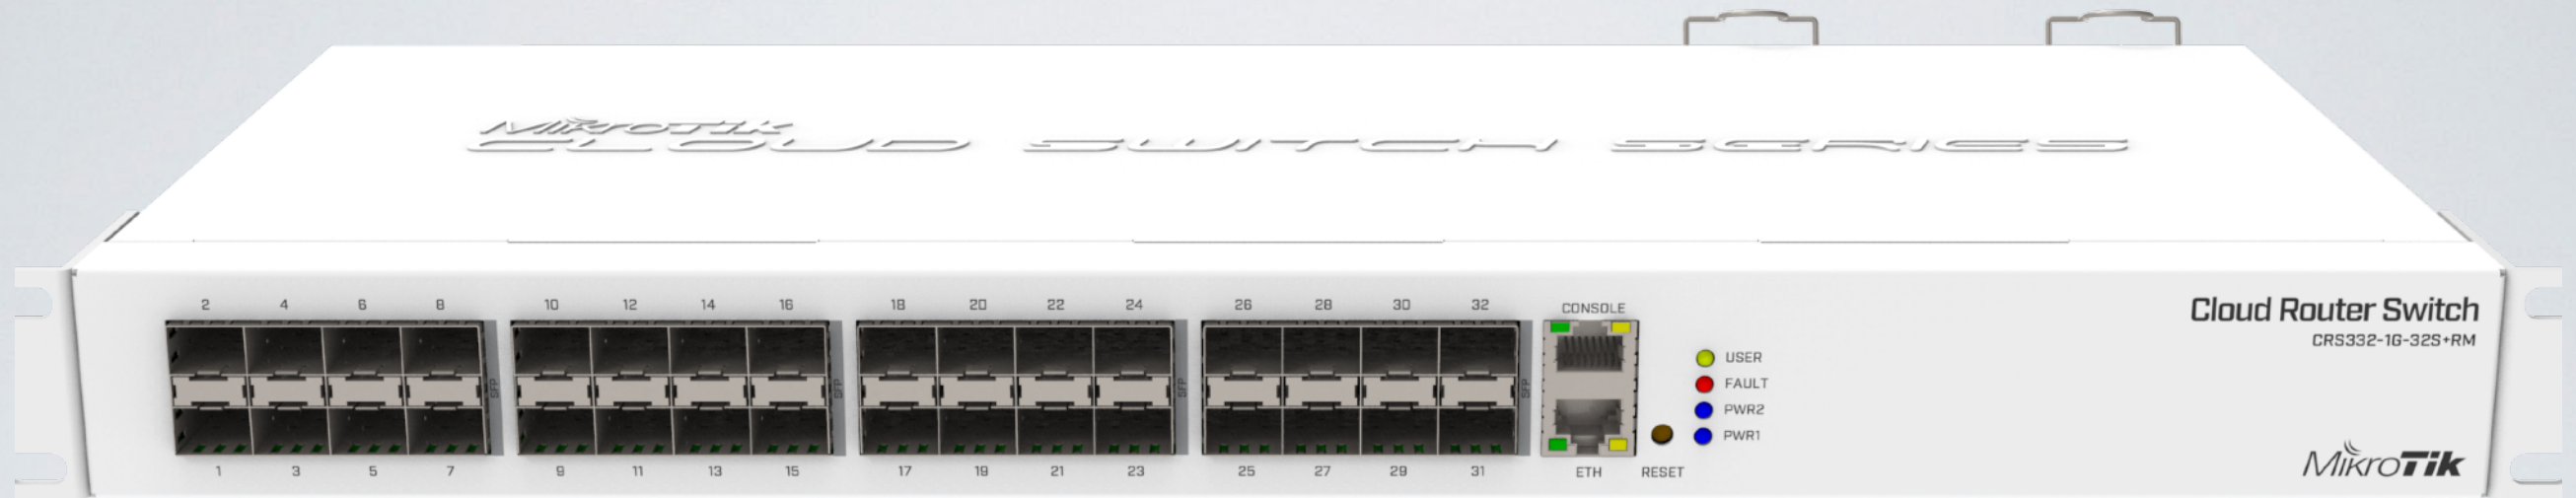 MikroTik
CLOUD SWITCH SERIES
2 4 6 8 10 12 14 16 18 20 22 24 26 28 30 32
CONSOLE
Cloud Router Switch
CRS332-1G-32S+RM
USER
FAULT
PWR2
PWR1
SFP SFP SFP SFP
1 3 5 7 9 11 13 15 17 19 21 23 25 27 29 31
ETH RESET
MikroTik